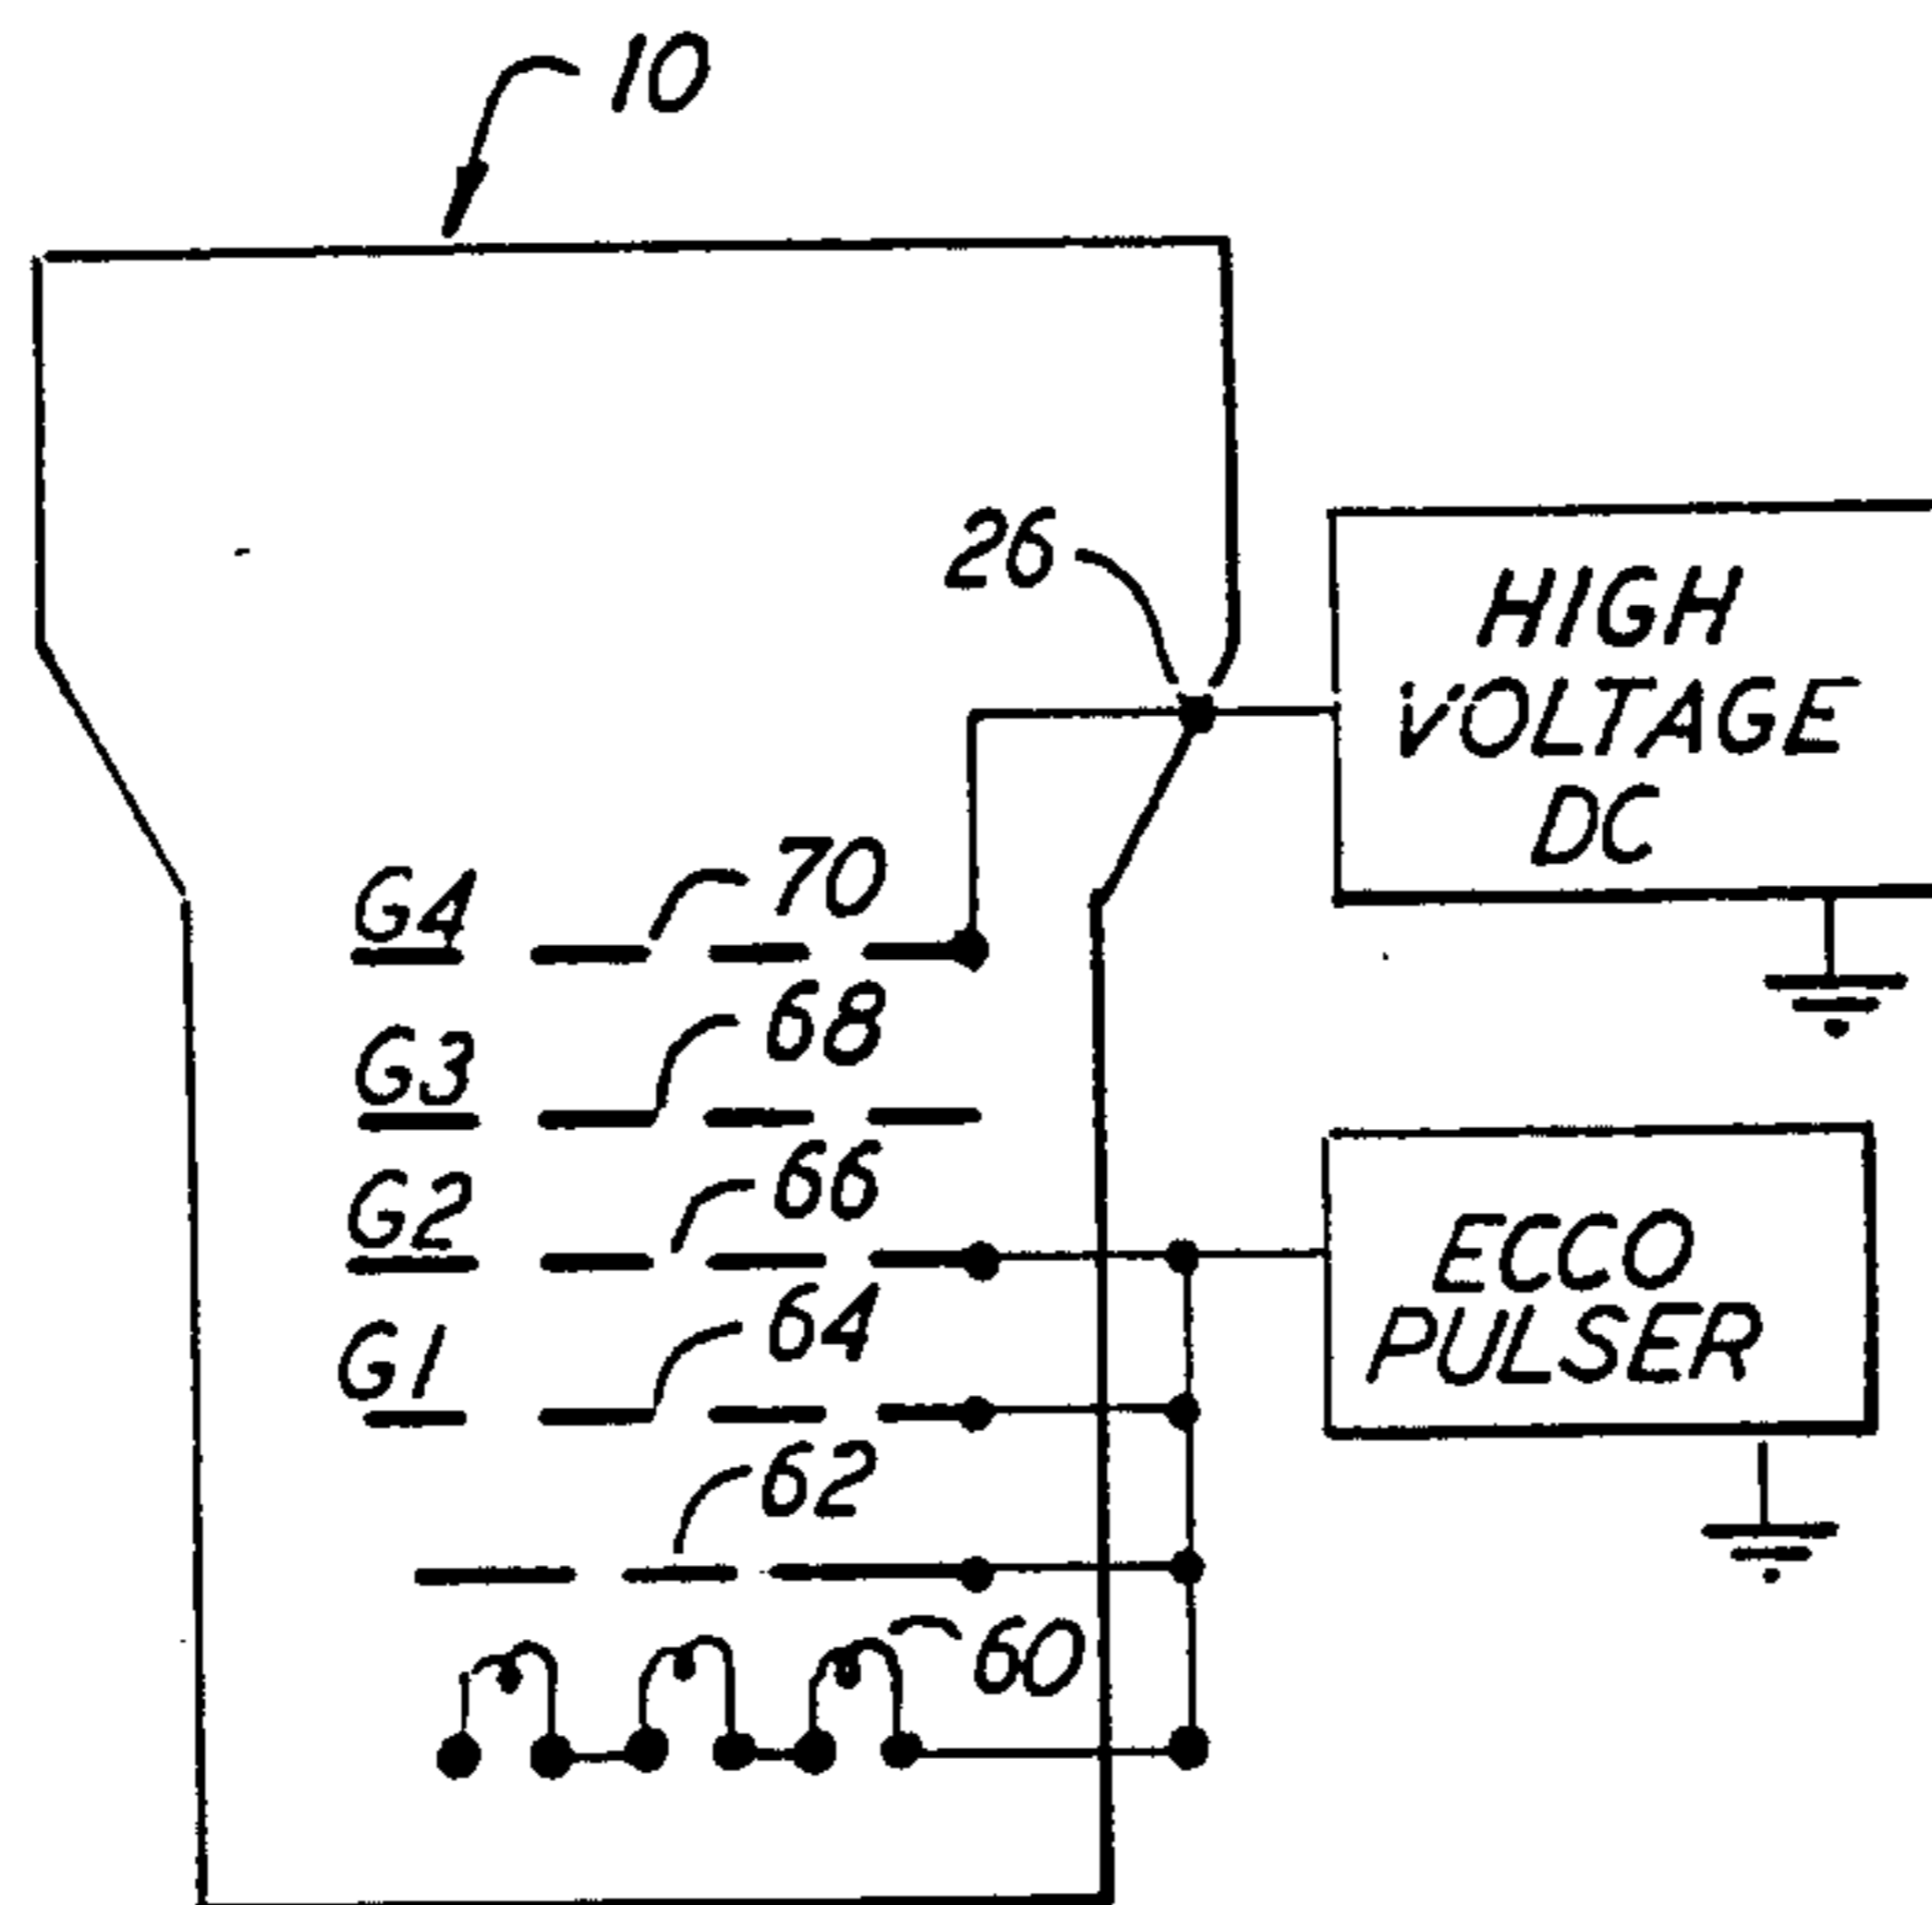 10
26
HIGH
VOLTAGE
DC
G4 70
G3 68
G2 66
G1 64
62
60
ECCO
PULSER